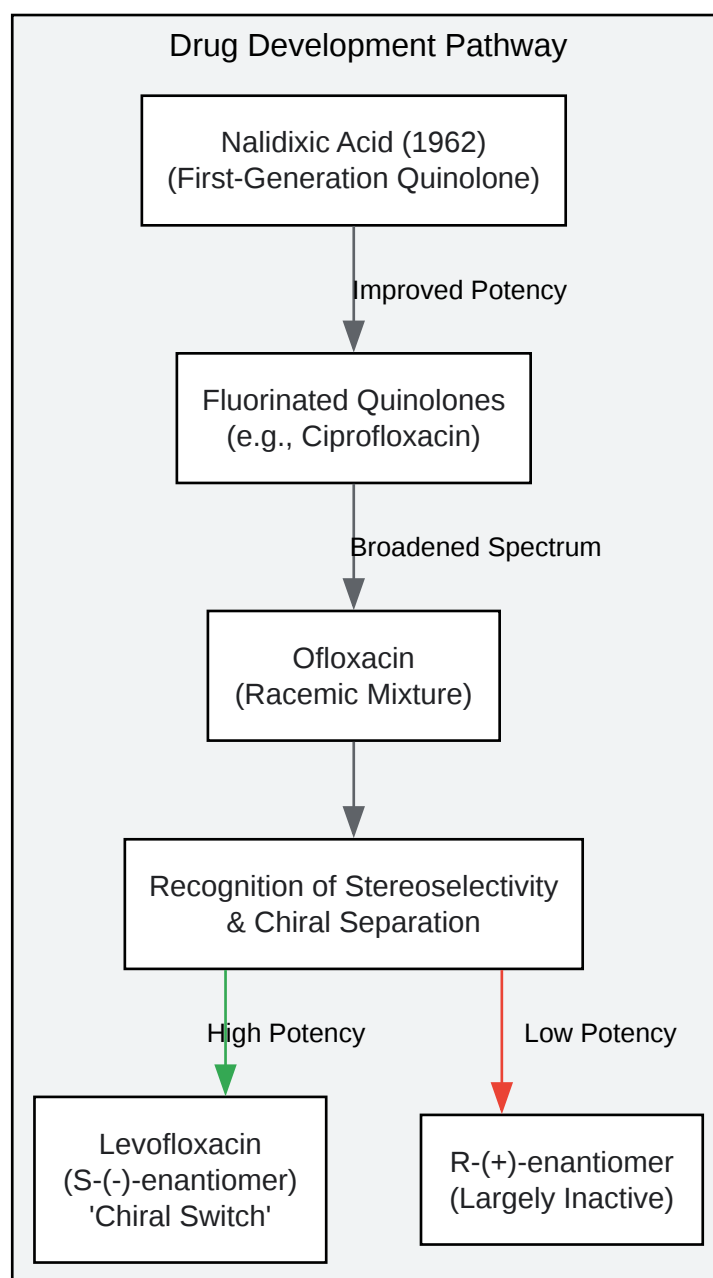 Drug Development Pathway
Nalidixic Acid (1962)
(First-Generation Quinolone)
Improved Potency
Fluorinated Quinolones
(e.g., Ciprofloxacin)
Broadened Spectrum
Ofloxacin
(Racemic Mixture)
Recognition of Stereoselectivity
& Chiral Separation
High Potency
Low Potency
Levofloxacin
(S-(-)-enantiomer)
'Chiral Switch'
R-(+)-enantiomer
(Largely Inactive)